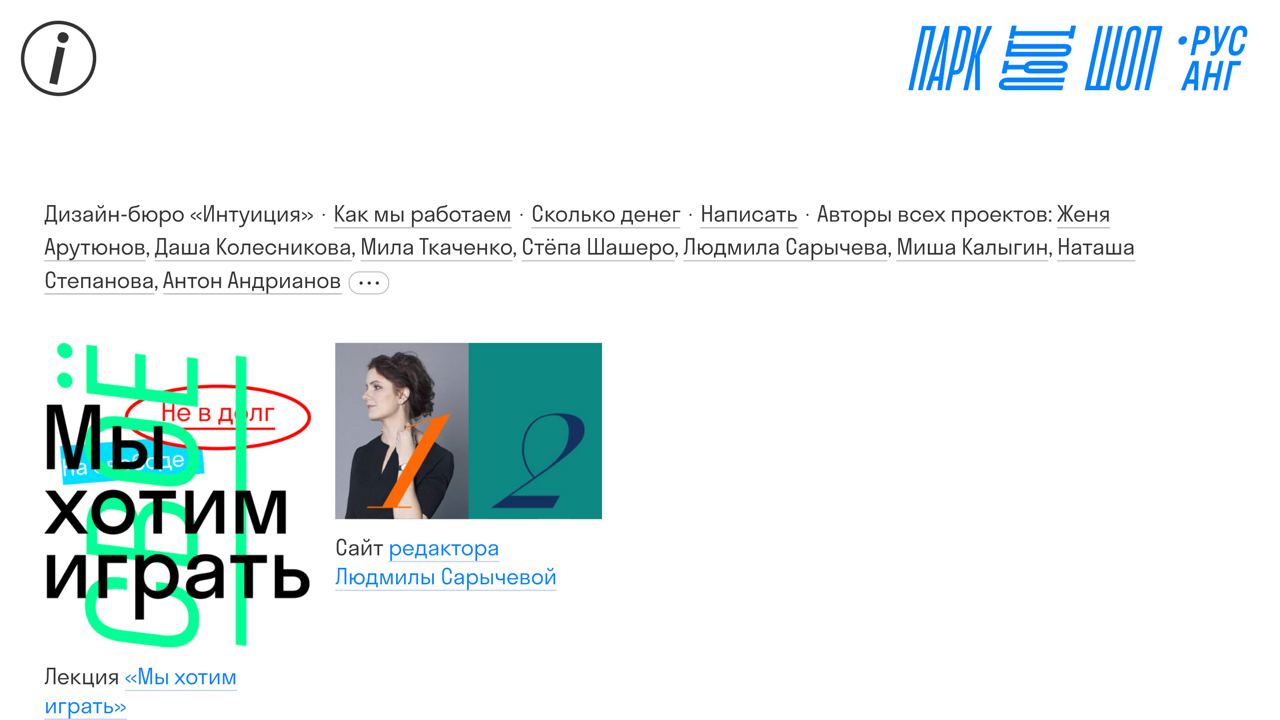 i
ПАРК
ШОП
•РУС
АНГ
Дизайн-бюро «Интуиция» · Как мы работаем · Сколько денег · Написать · Авторы всех проектов: Женя
Арутюнов, Даша Колесникова, Мила Ткаченко, Стёпа Шашеро, Людмила Сарычева, Миша Калыгин, Наташа
Степанова, Антон Андрианов ···
СВОЁ
Не в долг
Мы
На свободе
хотим
играть
1 2
Сайт редактора
Людмилы Сарычевой
Лекция «Мы хотим
играть»